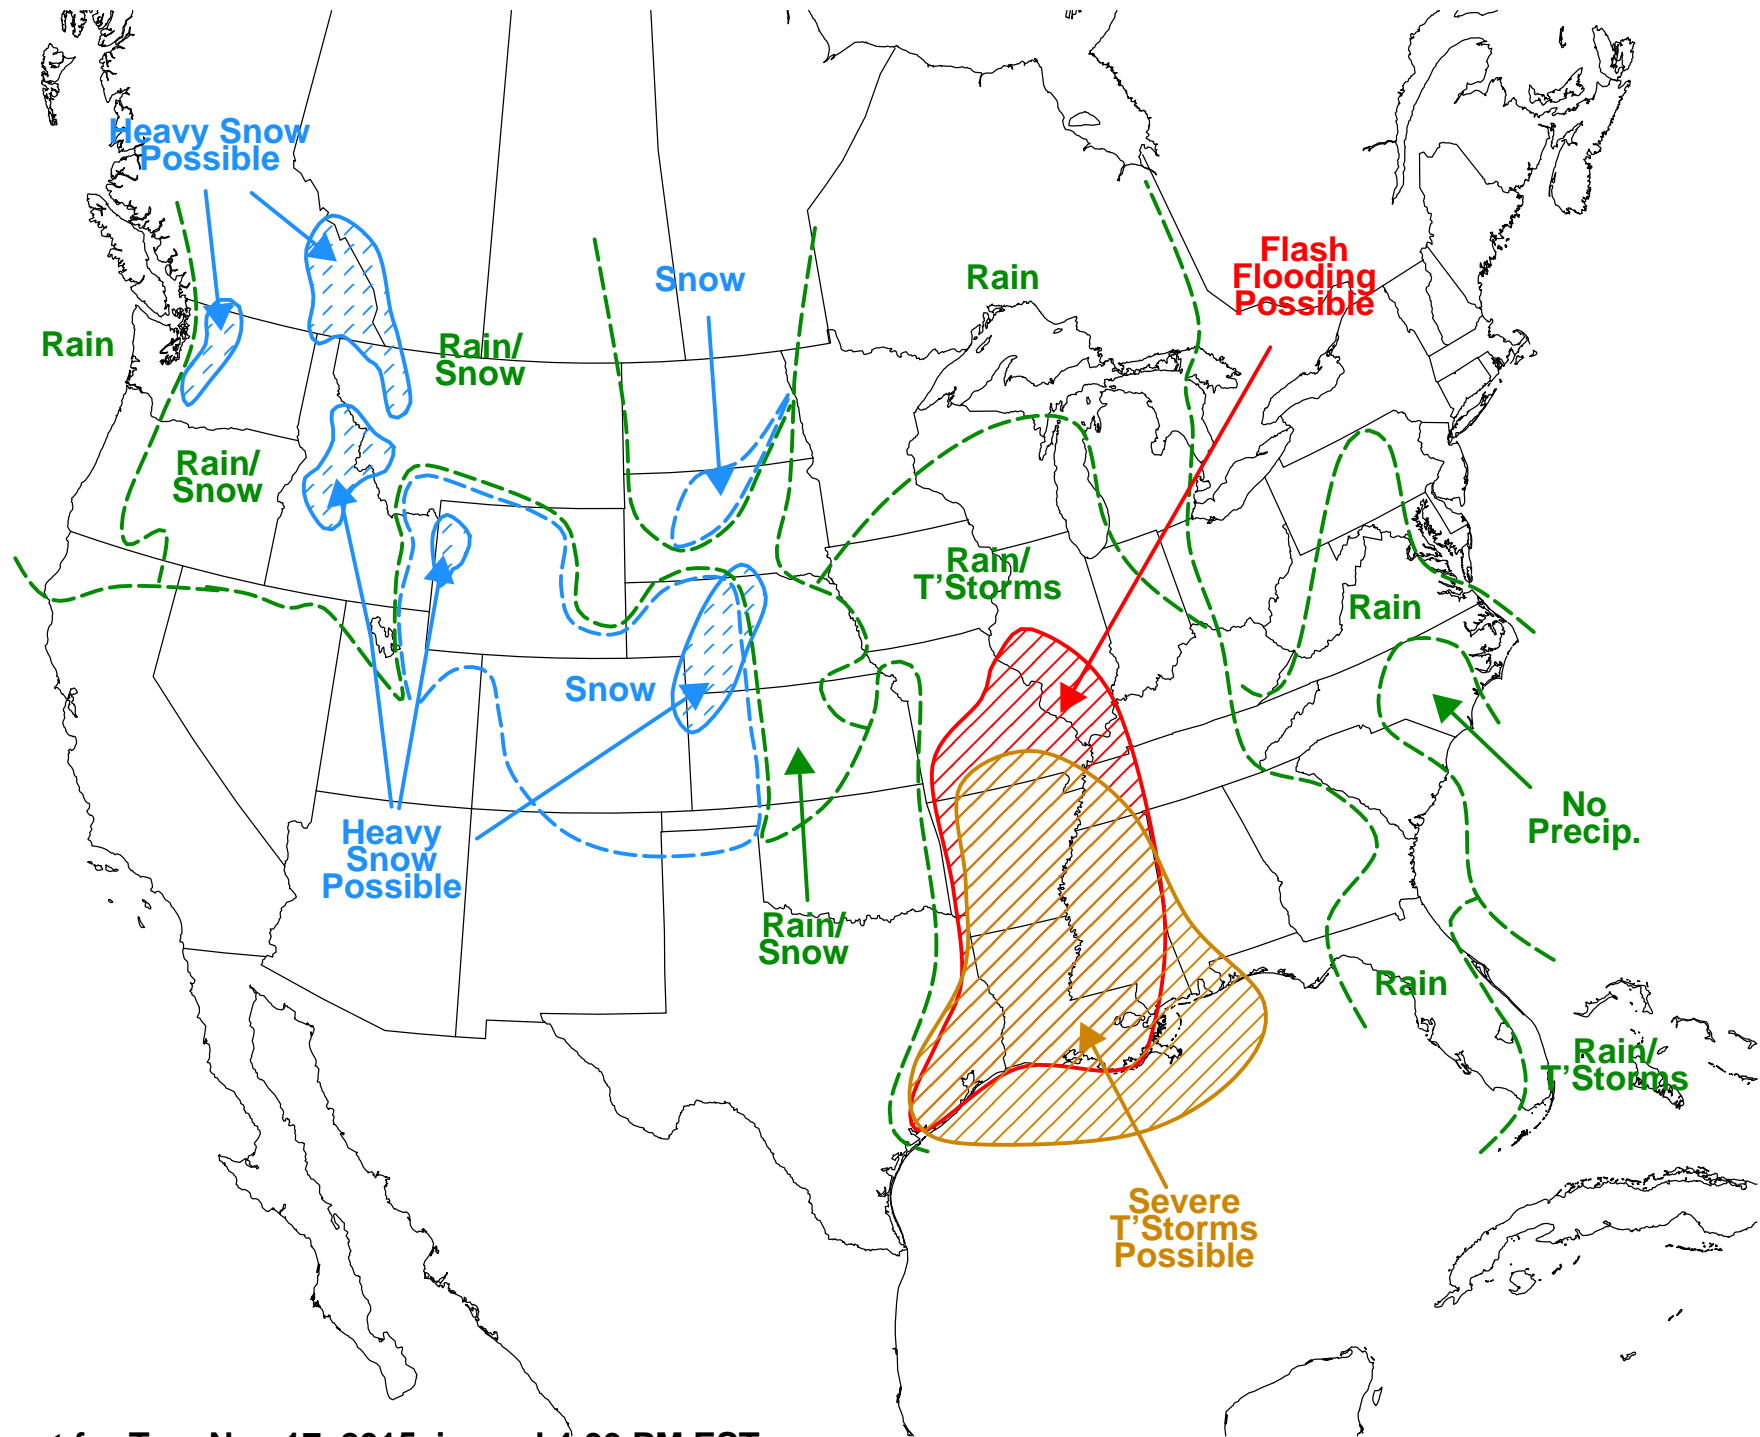 Heavy Snow
Possible
Flash
Flooding
Possible
Snow
Rain
Rain
Rain/
Snow
Rain/
Snow
Rain/
T'Storms
Rain
Snow
No
Precip.
Heavy
Snow
Possible
Rain/
Snow
Rain
Rain/
T'Storms
Severe
T'Storms
Possible